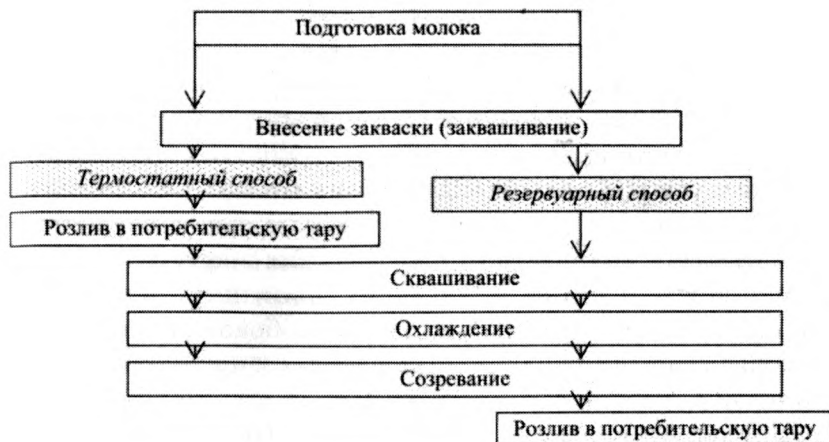 Подготовка молока
Внесение закваски (заквашивание)
Термостатный способ
Резервуарный способ
Розлив в потребительскую тару
Сквашивание
Охлаждение
Созревание
Розлив в потребительскую тару